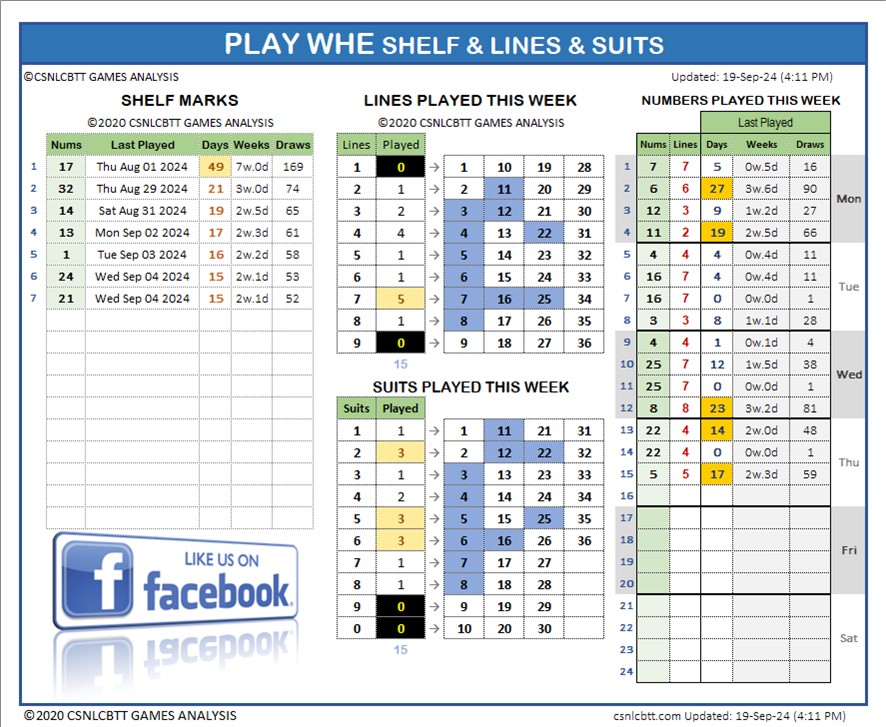 PLAY WHE SHELF & LINES & SUITS
©CSNLCBTT GAMES ANALYSIS
Updated: 19-Sep-24 (4:11 PM)
SHELF MARKS
©2020 CSNLCBTT GAMES ANALYSIS
Nums Last Played Days Weeks Draws
1 17 Thu Aug 01 2024 49 7w.0d 169
2 32 Thu Aug 29 2024 21 3w.0d 74
3 14 Sat Aug 31 2024 19 2w.5d 65
4 13 Mon Sep 02 2024 17 2w.3d 61
5 1 Tue Sep 03 2024 16 2w.2d 58
6 24 Wed Sep 04 2024 15 2w.1d 53
7 21 Wed Sep 04 2024 15 2w.1d 52
LIKE US ON
facebook
LINES PLAYED THIS WEEK
©2020 CSNLCBTT GAMES ANALYSIS
Lines Played
1 0 → 1 10 19 28
2 1 → 2 11 20 29
3 2 → 3 12 21 30
4 4 → 4 13 22 31
5 1 → 5 14 23 32
6 1 → 6 15 24 33
7 5 → 7 16 25 34
8 1 → 8 17 26 35
9 0 → 9 18 27 36
15
SUITS PLAYED THIS WEEK
Suits Played
1 1 → 1 11 21 31
2 3 → 2 12 22 32
3 1 → 3 13 23 33
4 2 → 4 14 24 34
5 3 → 5 15 25 35
6 3 → 6 16 26 36
7 1 → 7 17 27
8 1 → 8 18 28
9 0 → 9 19 29
0 0 → 10 20 30
15
NUMBERS PLAYED THIS WEEK
Last Played
Nums Lines Days Weeks Draws
1 7 7 5 0w.5d 16
2 6 6 27 3w.6d 90
Mon
3 12 3 9 1w.2d 27
4 11 2 19 2w.5d 66
5 4 4 4 0w.4d 11
6 16 7 4 0w.4d 11
Tue
7 16 7 0 0w.0d 1
8 3 3 8 1w.1d 28
9 4 4 1 0w.1d 4
10 25 7 12 1w.5d 38
Wed
11 25 7 0 0w.0d 1
12 8 8 23 3w.2d 81
13 22 4 14 2w.0d 48
14 22 4 0 0w.0d 1
Thu
15 5 5 17 2w.3d 59
16
17
18
Fri
19
20
21
22
Sat
23
24
©2020 CSNLCBTT GAMES ANALYSIS
csnlcbtt.com Updated: 19-Sep-24 (4:11 PM)